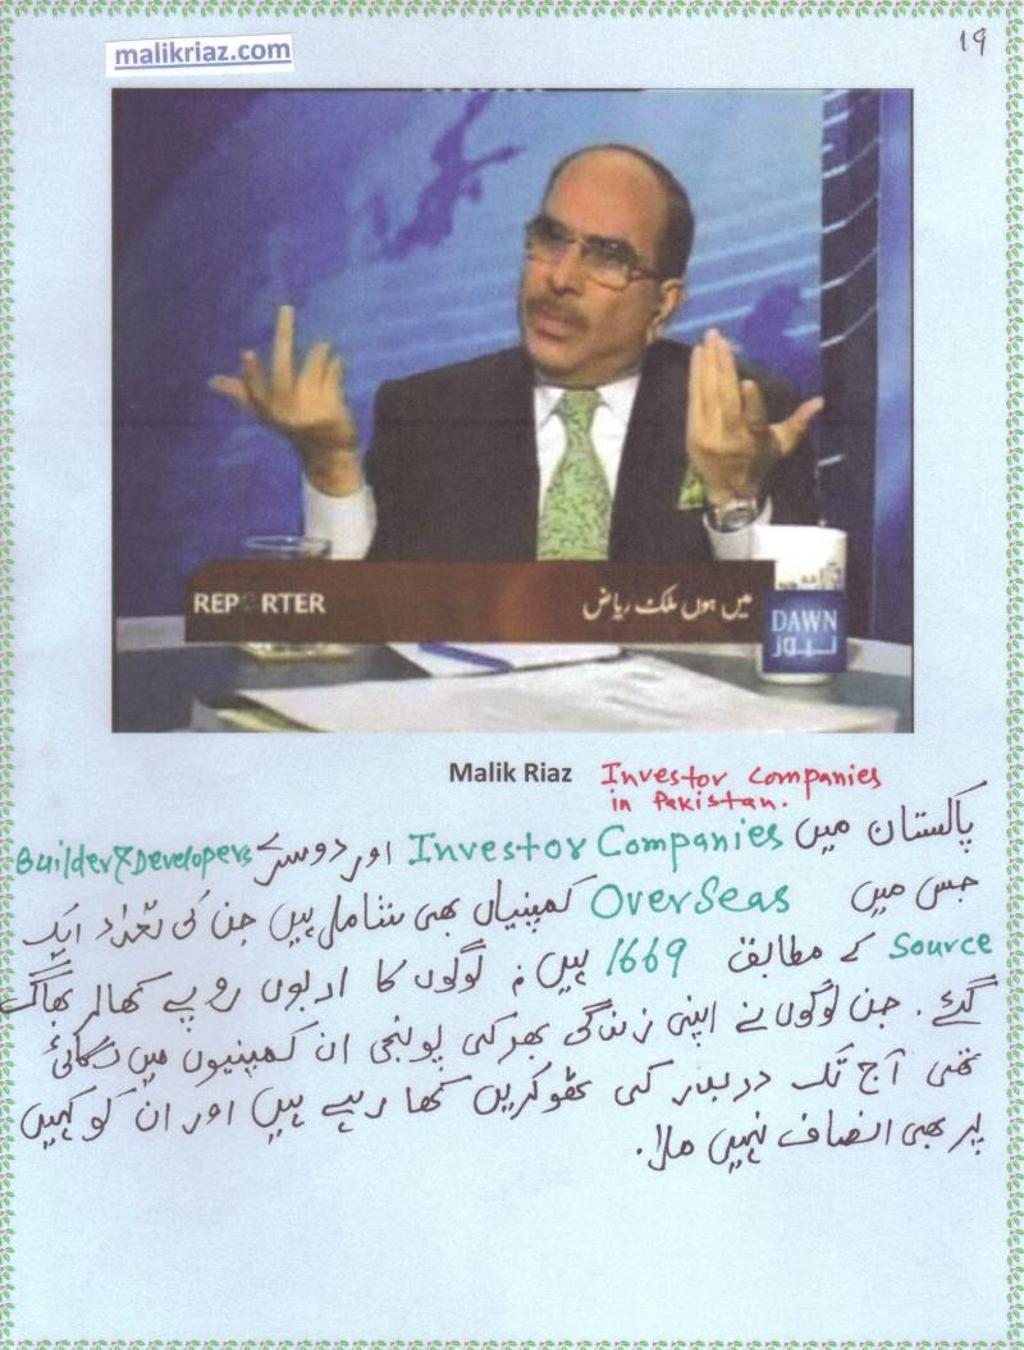 malikriaz.com
19
REPORTER
میں ہوں ملک ریاض
DAWN
نیوز
Malik Riaz
Investor Companies
in Pakistan.
پاکستان میں Investor Companies اور دوسرے Builder & Developers
جس میں OverSeas کمپنیاں بھی شامل ہیں جن کی تعداد ایک
Source کے مطابق 1669 ہیں، لوگوں کا اربوں روپے کھا کر بھاگ
گئے. جن لوگوں نے اپنی زندگی بھر کی پونجی ان کمپنیوں میں لگائی
تھی آج تک دربدر کی ٹھوکریں کھا رہے ہیں اور ان کو کہیں
پر بھی انصاف نہیں ملا.